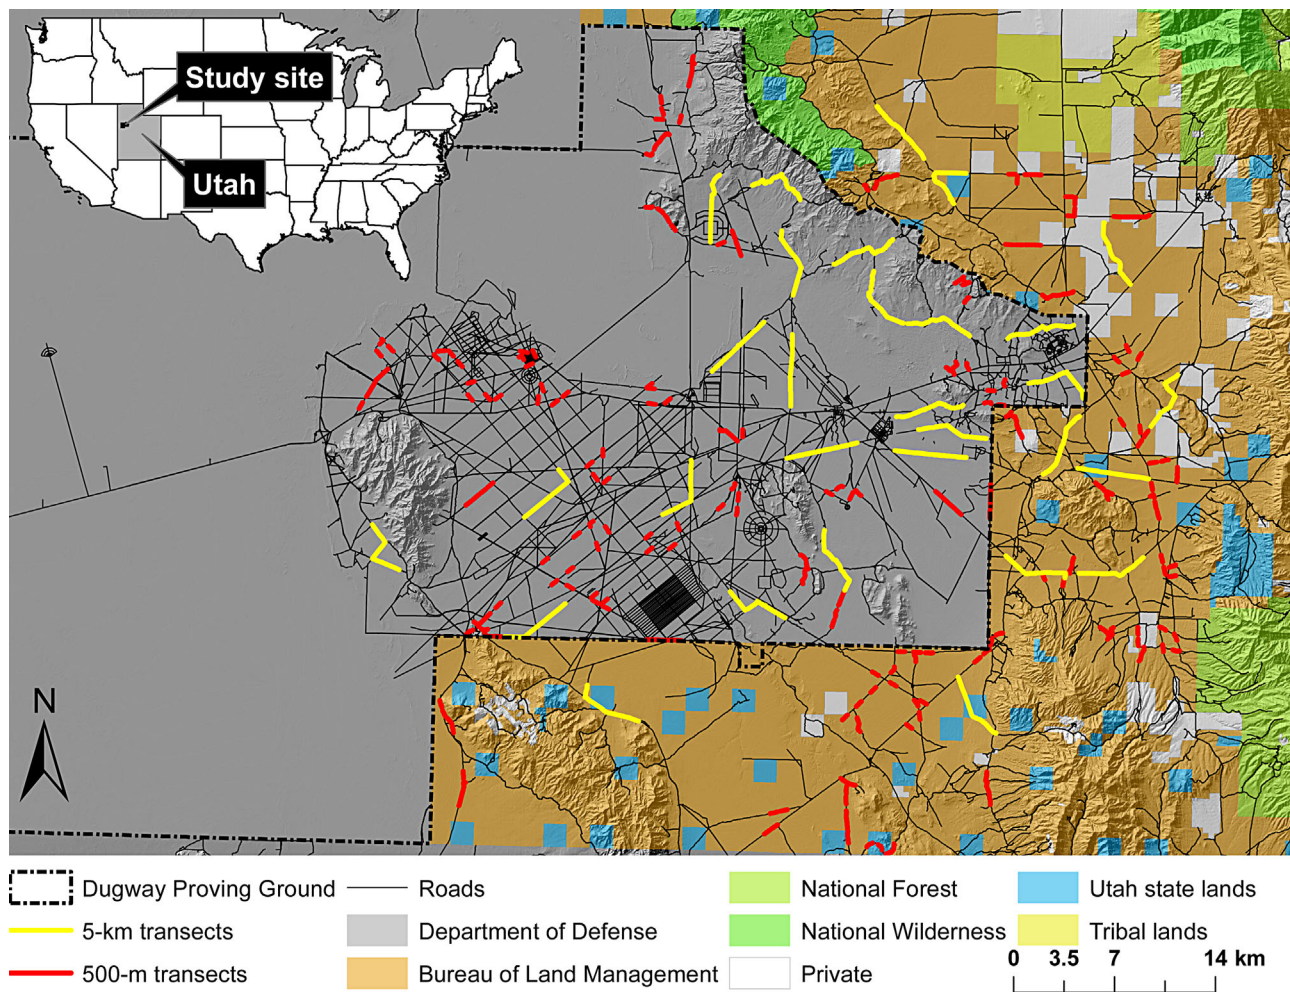 Study site
Utah
N
Dugway Proving Ground
Roads
National Forest
Utah state lands
5-km transects
Department of Defense
National Wilderness
Tribal lands
500-m transects
Bureau of Land Management
Private
0 3.5 7 14 km